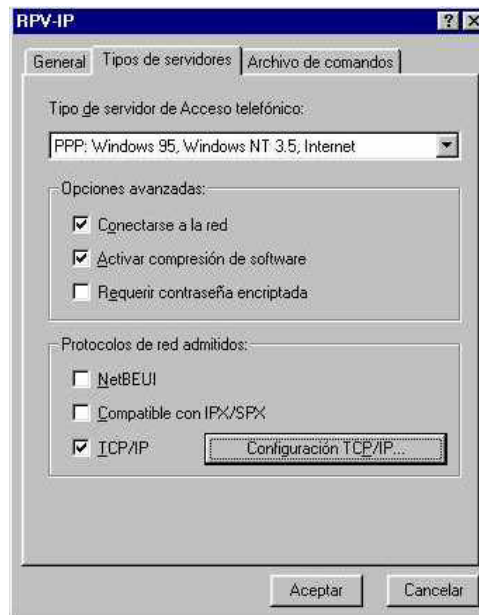 RPV-IP
General Tipos de servidores Archivo de comandos
Tipo de servidor de Acceso telefónico:
PPP: Windows 95, Windows NT 3.5, Internet
Opciones avanzadas:
Conectarse a la red
Activar compresión de software
Requerir contraseña encriptada
Protocolos de red admitidos:
NetBEUI
Compatible con IPX/SPX
TCP/IP Configuración TCP/IP...
Aceptar Cancelar